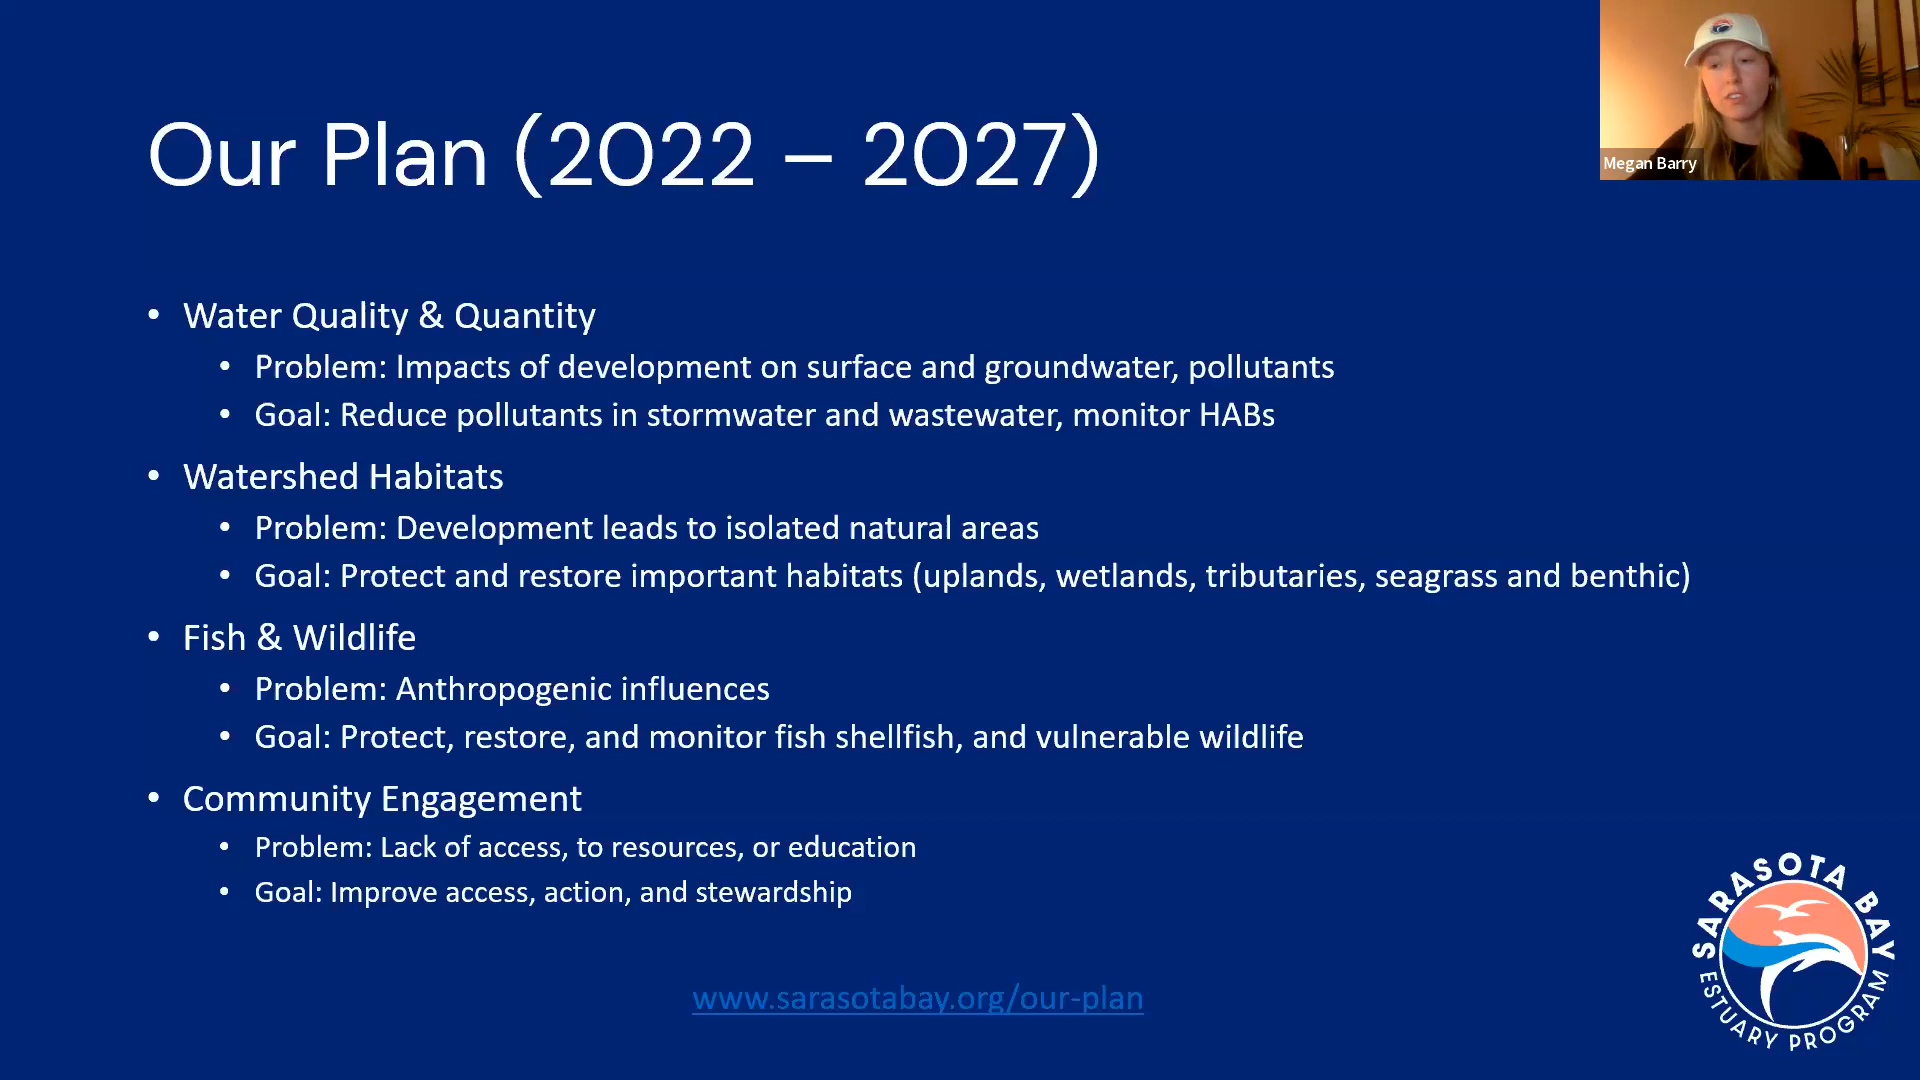 Our Plan (2022 – 2027)
Megan Barry
• Water Quality & Quantity
• Problem: Impacts of development on surface and groundwater, pollutants
• Goal: Reduce pollutants in stormwater and wastewater, monitor HABs
• Watershed Habitats
• Problem: Development leads to isolated natural areas
• Goal: Protect and restore important habitats (uplands, wetlands, tributaries, seagrass and benthic)
• Fish & Wildlife
• Problem: Anthropogenic influences
• Goal: Protect, restore, and monitor fish shellfish, and vulnerable wildlife
• Community Engagement
• Problem: Lack of access, to resources, or education
• Goal: Improve access, action, and stewardship
www.sarasotabay.org/our-plan
SARASOTA BAY
ESTUARY PROGRAM